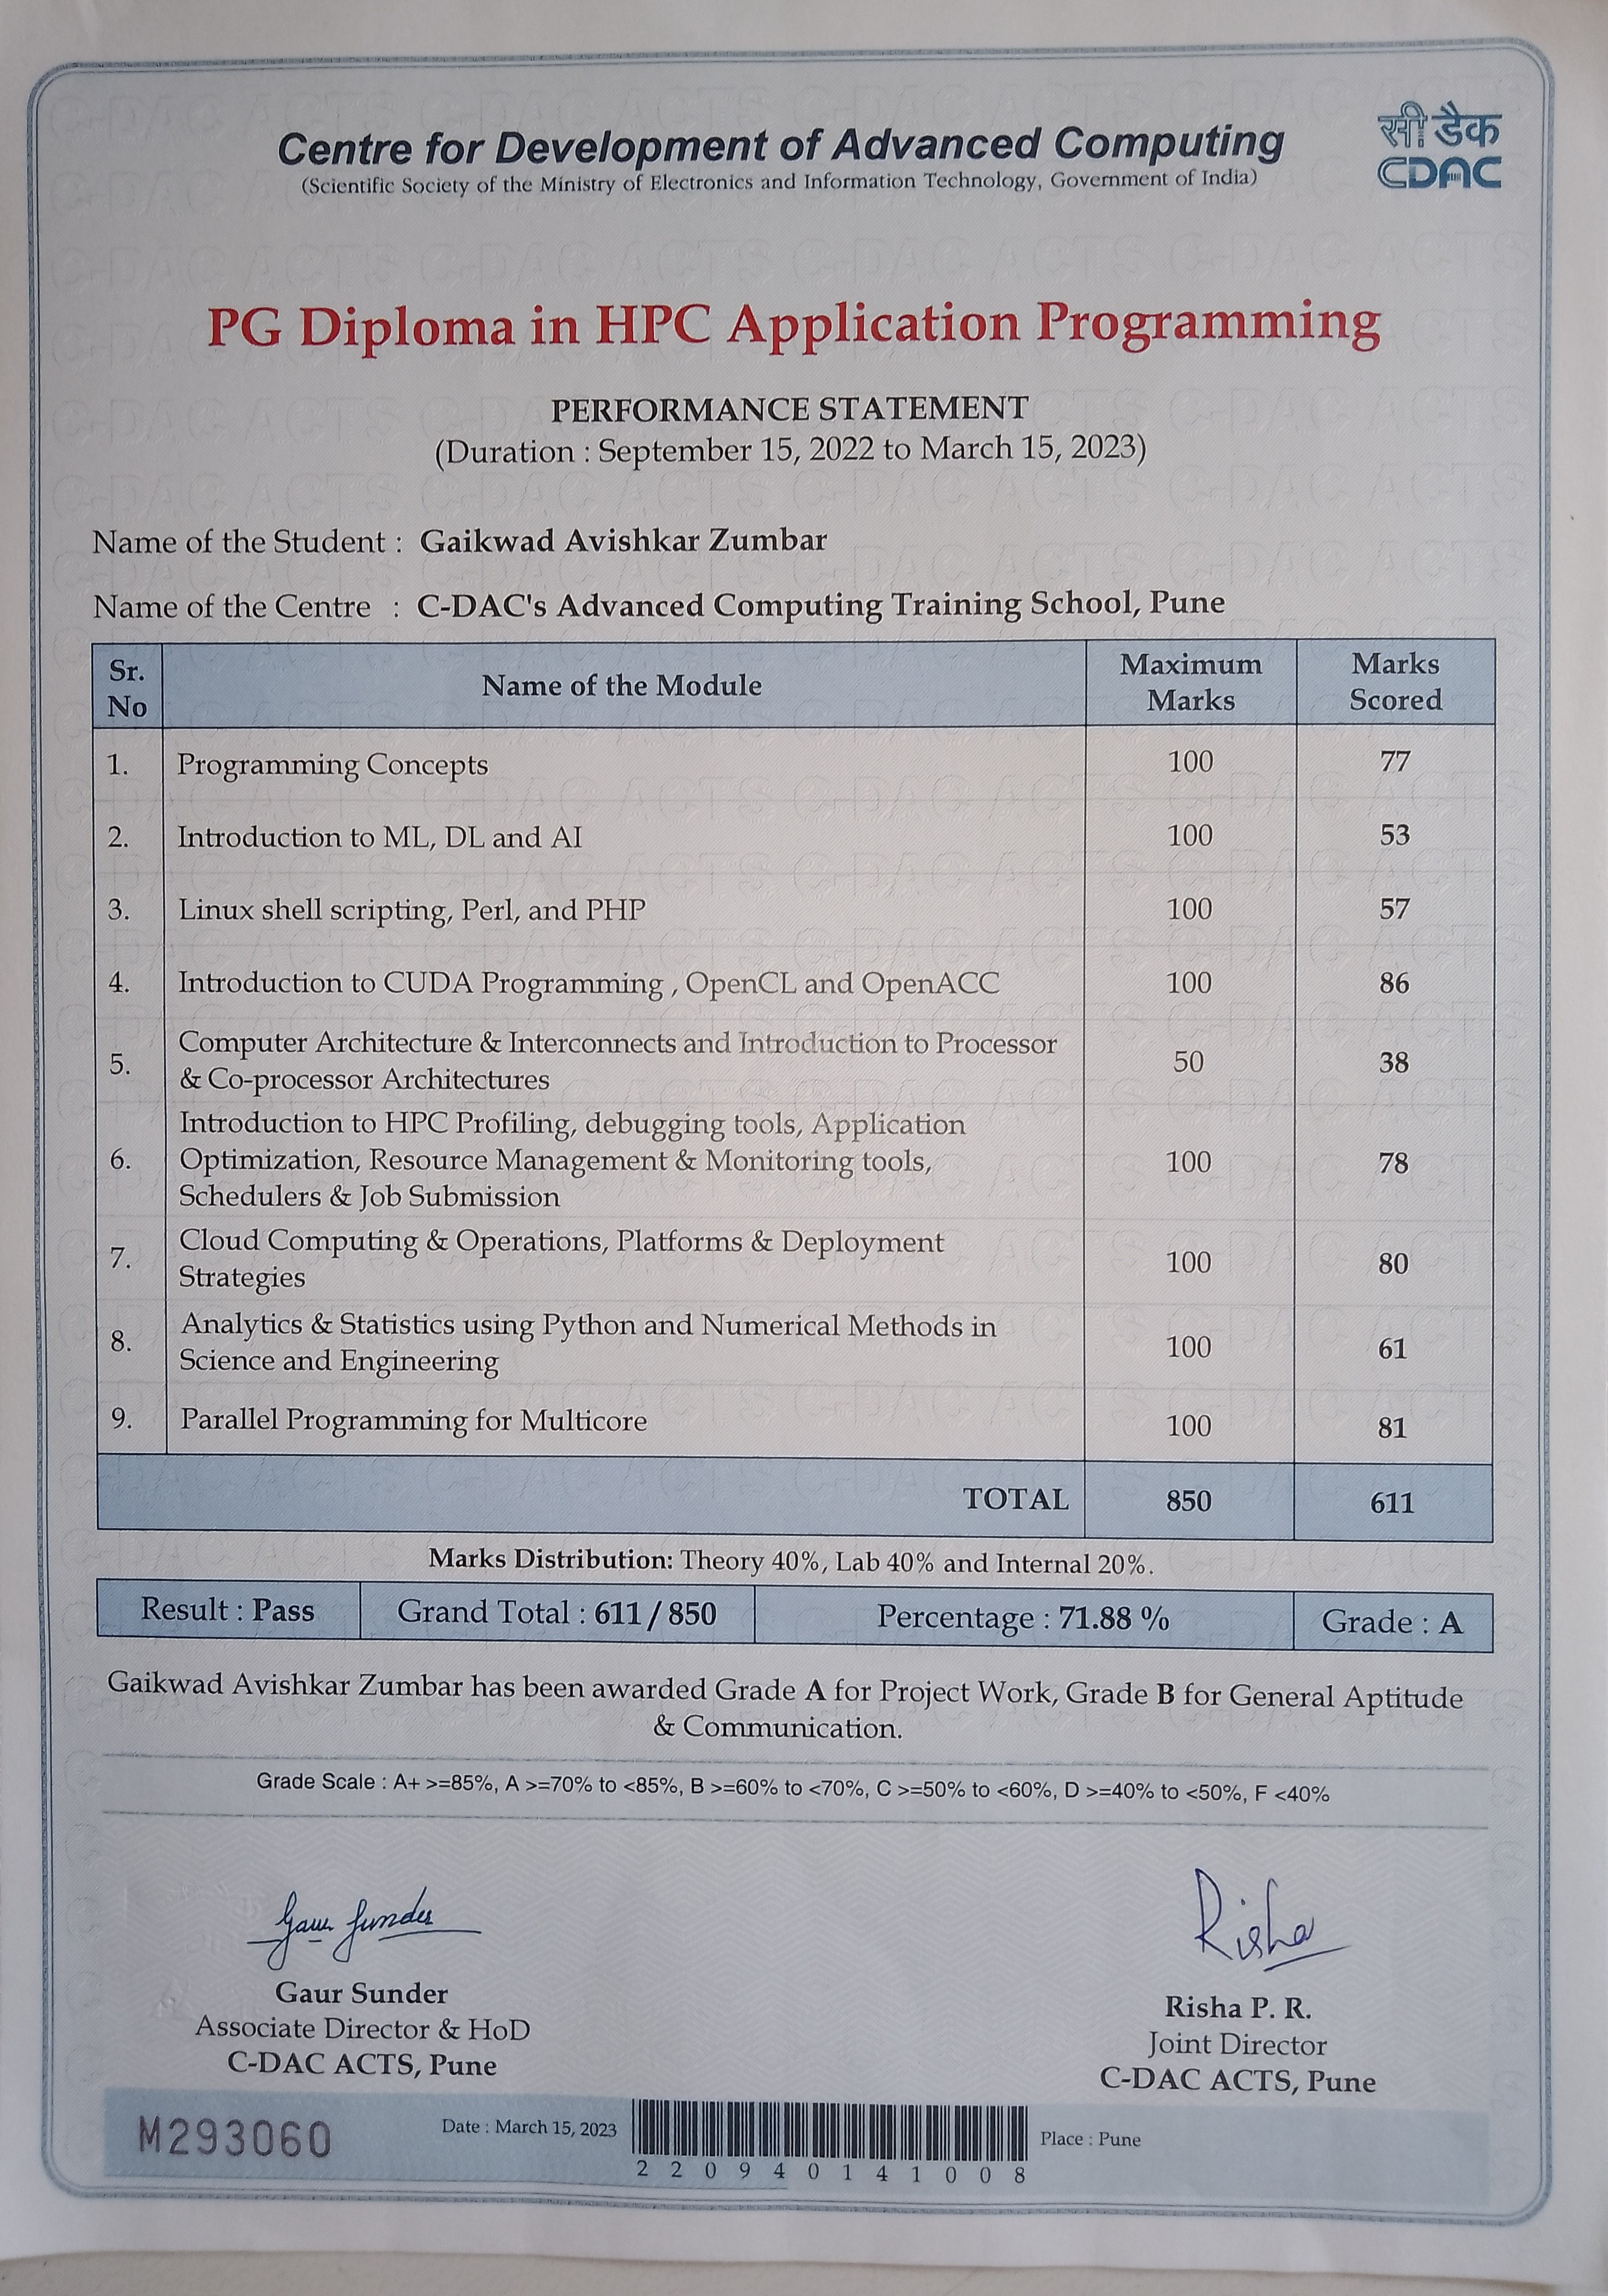 Centre for Development of Advanced Computing
(Scientific Society of the Ministry of Electronics and Information Technology, Government of India)
सी डैक
CDAC
PG Diploma in HPC Application Programming
PERFORMANCE STATEMENT
(Duration : September 15, 2022 to March 15, 2023)
Name of the Student : Gaikwad Avishkar Zumbar
Name of the Centre : C-DAC's Advanced Computing Training School, Pune
Sr. No Name of the Module Maximum Marks Marks Scored
1. Programming Concepts 100 77
2. Introduction to ML, DL and AI 100 53
3. Linux shell scripting, Perl, and PHP 100 57
4. Introduction to CUDA Programming , OpenCL and OpenACC 100 86
5. Computer Architecture & Interconnects and Introduction to Processor
& Co-processor Architectures 50 38
6. Introduction to HPC Profiling, debugging tools, Application
Optimization, Resource Management & Monitoring tools,
Schedulers & Job Submission 100 78
7. Cloud Computing & Operations, Platforms & Deployment
Strategies 100 80
8. Analytics & Statistics using Python and Numerical Methods in
Science and Engineering 100 61
9. Parallel Programming for Multicore 100 81
TOTAL 850 611
Marks Distribution: Theory 40%, Lab 40% and Internal 20%.
Result : Pass Grand Total : 611 / 850 Percentage : 71.88 % Grade : A
Gaikwad Avishkar Zumbar has been awarded Grade A for Project Work, Grade B for General Aptitude
& Communication.
Grade Scale : A+ >=85%, A >=70% to <85%, B >=60% to <70%, C >=50% to <60%, D >=40% to <50%, F <40%
Gaur Sunder
Risha
Gaur Sunder
Associate Director & HoD
C-DAC ACTS, Pune
Risha P. R.
Joint Director
C-DAC ACTS, Pune
M293060
Date : March 15, 2023
Place : Pune
2 2 0 9 4 0 1 4 1 0 0 8